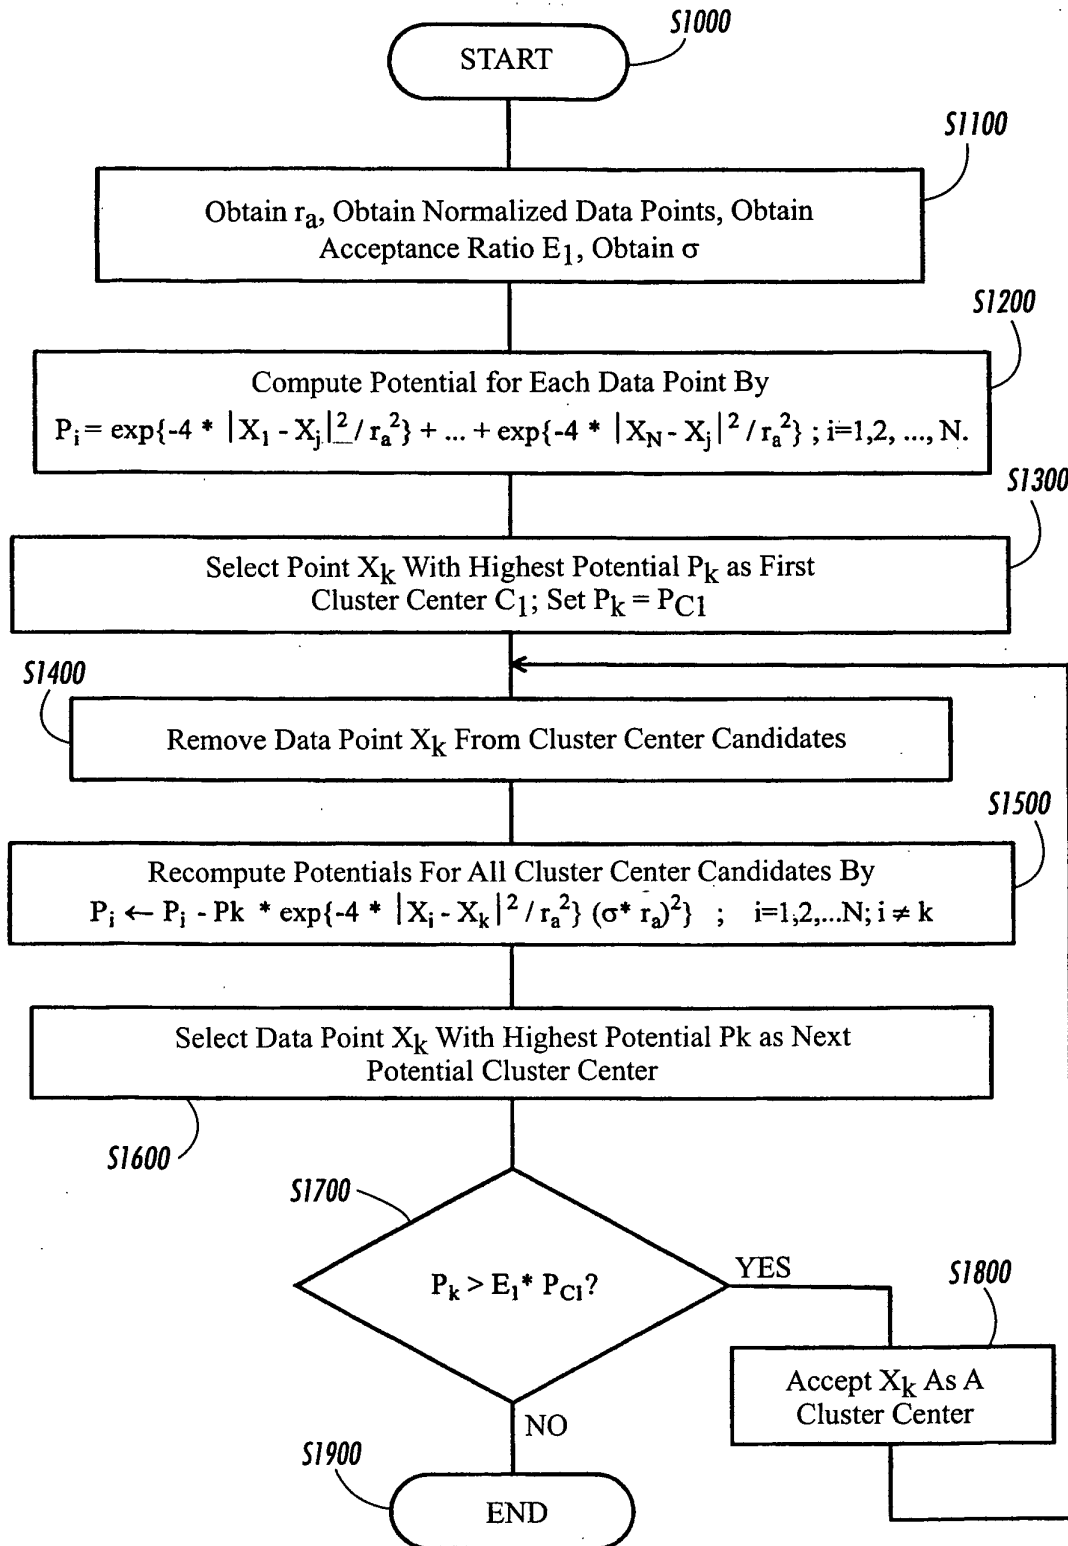 S1000
START
S1100
Obtain ra, Obtain Normalized Data Points, Obtain
Acceptance Ratio E1, Obtain σ
S1200
Compute Potential for Each Data Point By
Pi = exp{-4 * |X1 - Xj|2 / ra2} + ... + exp{-4 * |XN - Xj|2 / ra2} ; i=1,2, ..., N.
S1300
Select Point Xk With Highest Potential Pk as First
Cluster Center C1; Set Pk = PC1
S1400
Remove Data Point Xk From Cluster Center Candidates
S1500
Recompute Potentials For All Cluster Center Candidates By
Pi ← Pi - Pk * exp{-4 * |Xi - Xk|2 / ra2} (σ* ra)2} ; i=1,2,...N; i ≠ k
Select Data Point Xk With Highest Potential Pk as Next
Potential Cluster Center
S1600
S1700
Pk > E1* PC1?
YES
S1800
Accept Xk As A
Cluster Center
NO
S1900
END